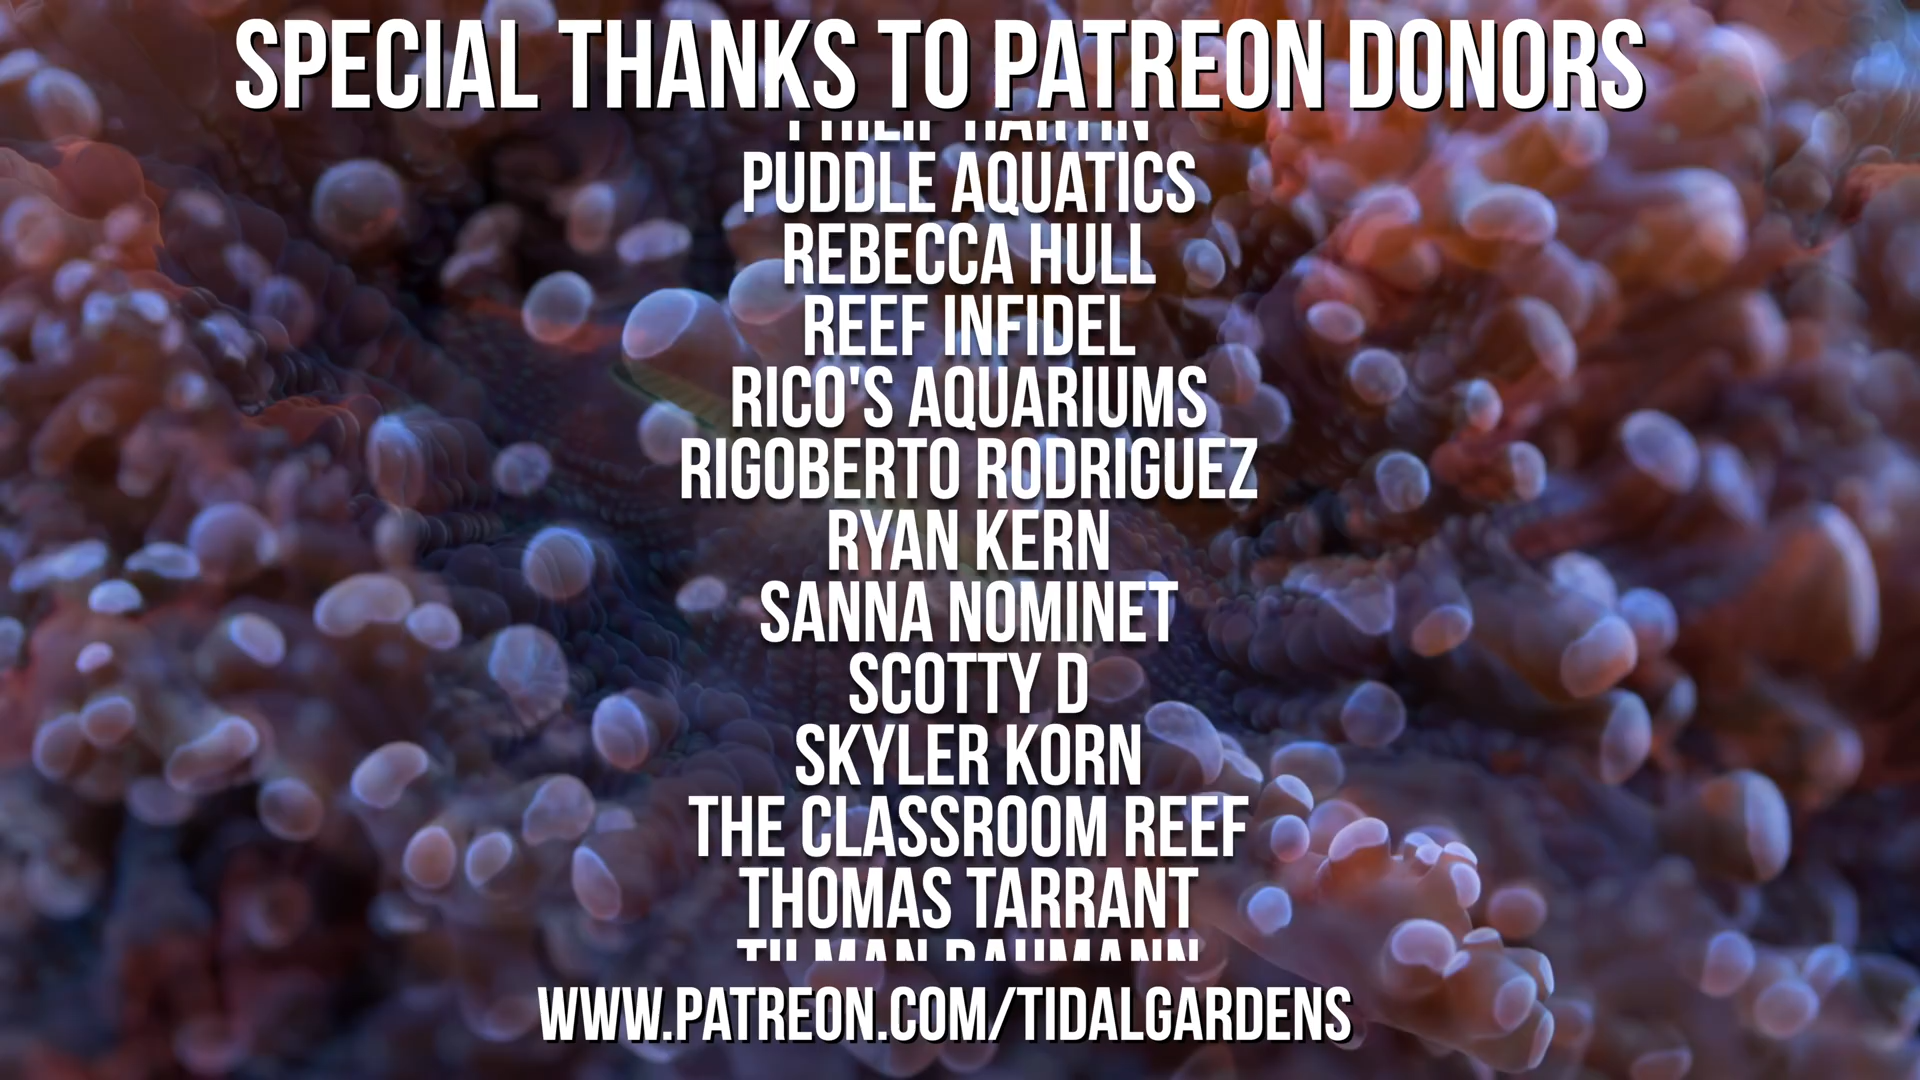 SPECIAL THANKS TO PATREON DONORS
PUDDLE AQUATICS
REBECCA HULL
REEF INFIDEL
RICO'S AQUARIUMS
RIGOBERTO RODRIGUEZ
RYAN KERN
SANNA NOMINET
SCOTTY D
SKYLER KORN
THE CLASSROOM REEF
THOMAS TARRANT
WWW.PATREON.COM/TIDALGARDENS